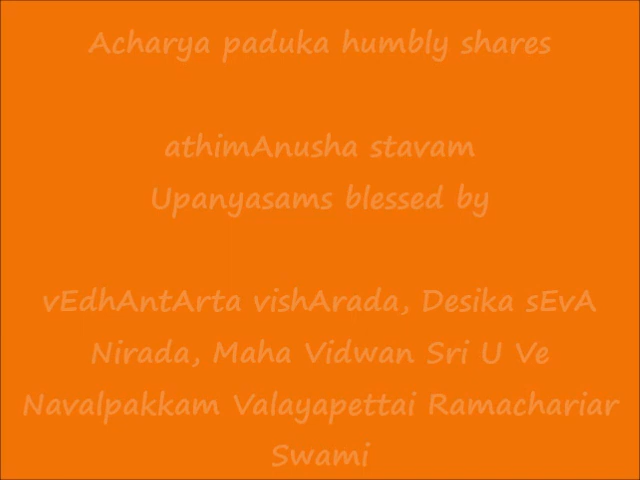 Acharya paduka humbly shares
athimAnusha stavam
Upanyasams blessed by
vEdhAntArta vishArada, Desika sEvA
Nirada, Maha Vidwan Sri U Ve
Navalpakkam Valayapettai Ramachariar
Swami